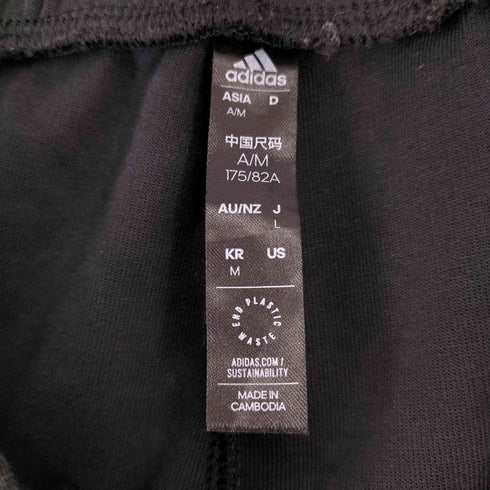 adidas
ASIA D
A/M
中国尺码
A/M
175/82A
AU/NZ J
L
KR US
M
END PLASTIC WASTE
ADIDAS.COM/
SUSTAINABILITY
MADE IN
CAMBODIA